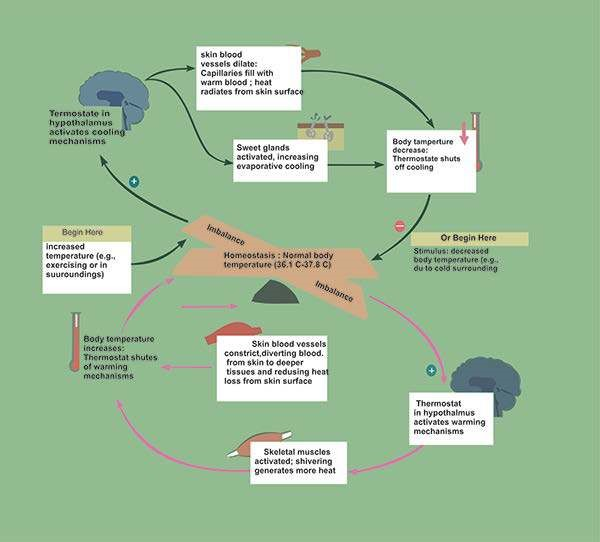 skin blood
vessels dilate:
Capillaries fill with
warm blood ; heat
radiates from skin surface
Termostate in
hypothalamus
activates cooling
mechanisms
Sweet glands
activated, increasing
evaporative cooling
Body tamperture
decrease:
Thermostate shuts
off cooling
+
Begin Here
increased
temperature (e.g.,
exercising or in
suuroundings)
Imbalance
Homeostasis : Normal body
temperature (36.1 C-37.8 C)
Imbalance
Or Begin Here
Stimulus: decreased
body temperature (e.g.,
du to cold surrounding
Body temperature
increases:
Thermostat shutes
of warming
mechanisms
Skin blood vessels
constrict,diverting blood.
from skin to deeper
tissues and redusing heat
loss from skin surface
+
Thermostat
in hypothalmus
activates warming
mechanisms
Skeletal muscles
activated; shivering
generates more heat